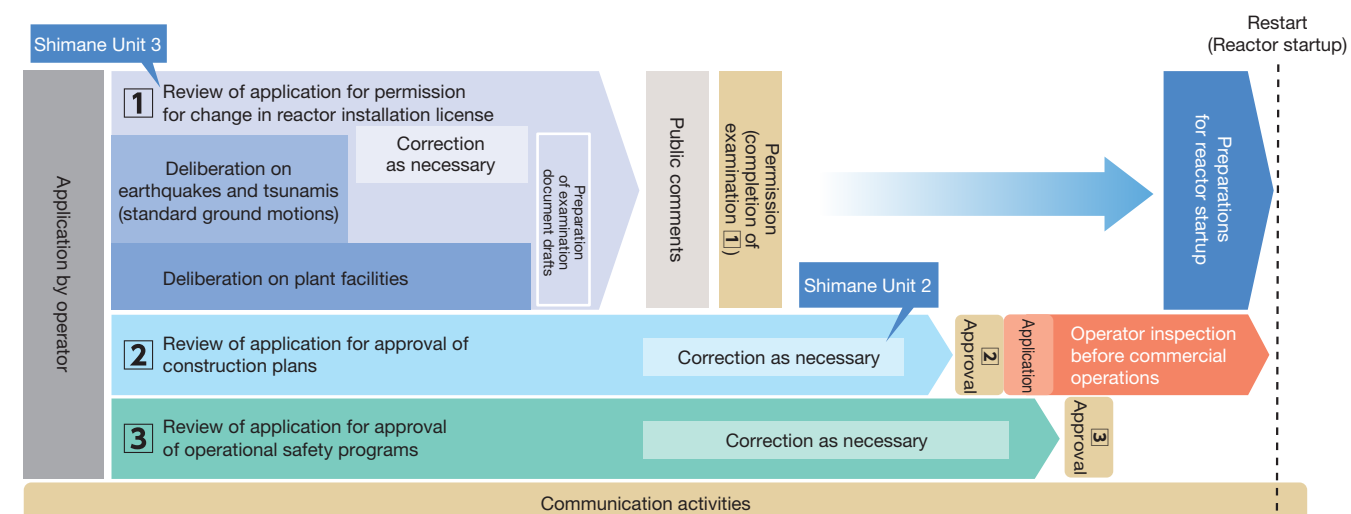 Restart
(Reactor startup)
Shimane Unit 3
Application by operator
1 Review of application for permission
for change in reactor installation license
Correction
as necessary
Deliberation on
earthquakes and tsunamis
(standard ground motions)
Deliberation on plant facilities
Preparation
of examination
document drafts
Public comments
Permission
(completion of
examination 1)
Preparations
for reactor startup
Shimane Unit 2
2 Review of application for approval of
construction plans
Correction as necessary
2
Approval
Application
Operator inspection
before commercial
operations
3 Review of application for approval
of operational safety programs
Correction as necessary
3
Approval
Communication activities